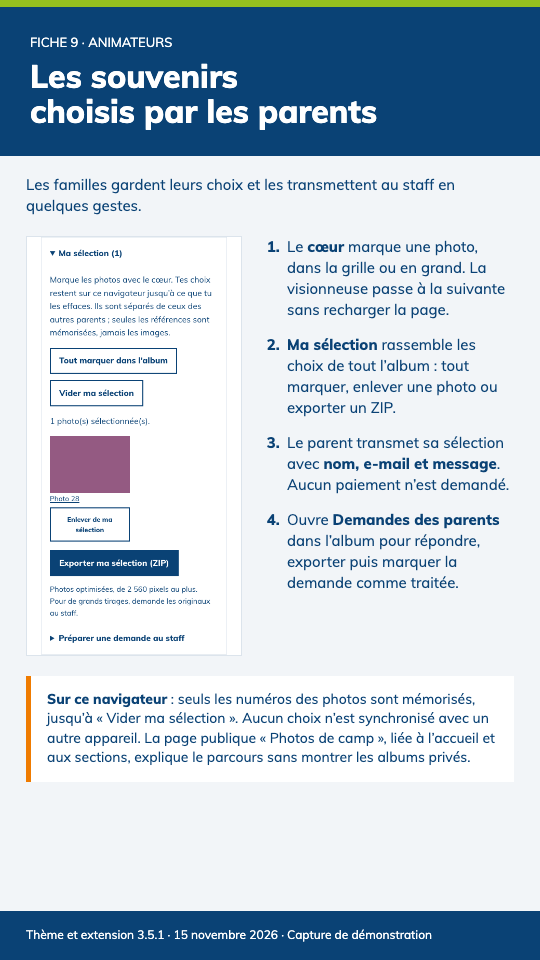 FICHE 9 · ANIMATEURS
Les souvenirs
choisis par les parents
Les familles gardent leurs choix et les transmettent au staff en
quelques gestes.
▼ Ma sélection (1)
Marque les photos avec le cœur. Tes choix
restent sur ce navigateur jusqu’à ce que tu
les effaces. Ils sont séparés de ceux des
autres parents ; seules les références sont
mémorisées, jamais les images.
Tout marquer dans l’album
Vider ma sélection
1 photo(s) sélectionnée(s).
Photo 28
Enlever de ma
sélection
Exporter ma sélection (ZIP)
Photos optimisées, de 2 560 pixels au plus.
Pour de grands tirages, demande les originaux
au staff.
▶ Préparer une demande au staff
1. Le cœur marque une photo,
dans la grille ou en grand. La
visionneuse passe à la suivante
sans recharger la page.
2. Ma sélection rassemble les
choix de tout l’album : tout
marquer, enlever une photo ou
exporter un ZIP.
3. Le parent transmet sa sélection
avec nom, e-mail et message.
Aucun paiement n’est demandé.
4. Ouvre Demandes des parents
dans l’album pour répondre,
exporter puis marquer la
demande comme traitée.
Sur ce navigateur : seuls les numéros des photos sont mémorisés,
jusqu’à « Vider ma sélection ». Aucun choix n’est synchronisé avec un
autre appareil. La page publique « Photos de camp », liée à l’accueil et
aux sections, explique le parcours sans montrer les albums privés.
Thème et extension 3.5.1 · 15 novembre 2026 · Capture de démonstration